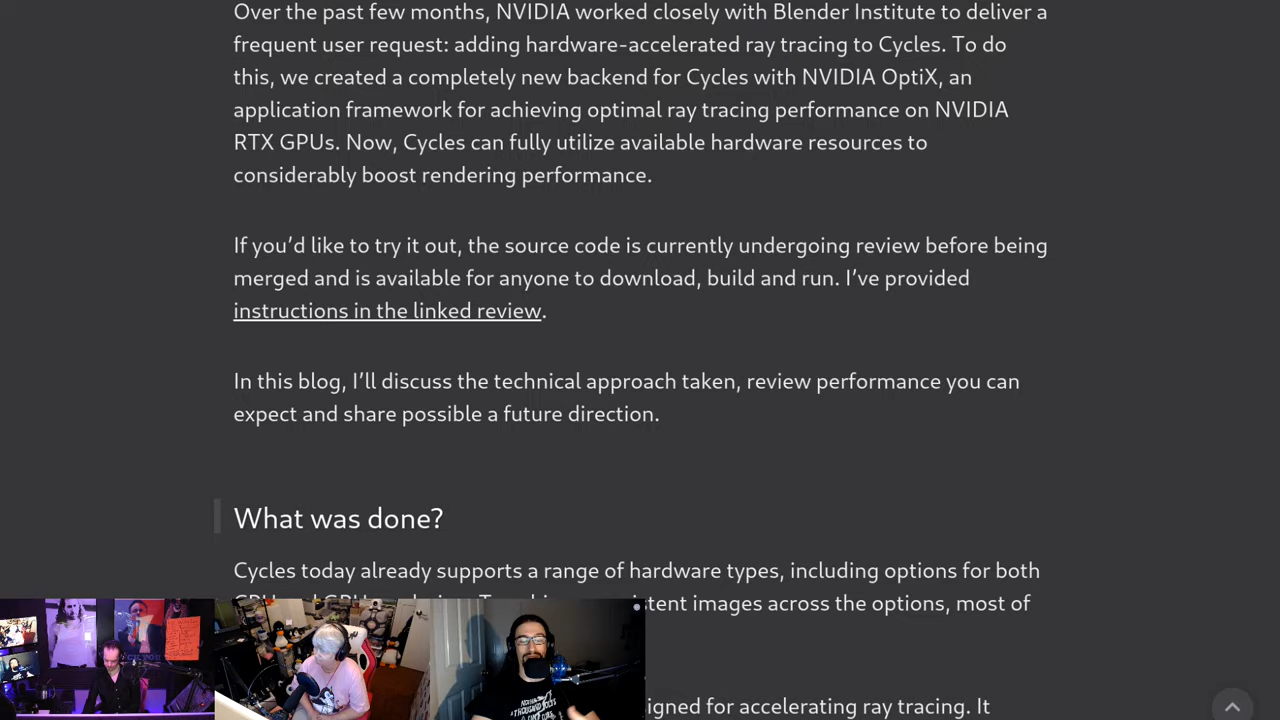 Over the past few months, NVIDIA worked closely with Blender Institute to deliver a
frequent user request: adding hardware-accelerated ray tracing to Cycles. To do
this, we created a completely new backend for Cycles with NVIDIA OptiX, an
application framework for achieving optimal ray tracing performance on NVIDIA
RTX GPUs. Now, Cycles can fully utilize available hardware resources to
considerably boost rendering performance.
If you’d like to try it out, the source code is currently undergoing review before being
merged and is available for anyone to download, build and run. I’ve provided
instructions in the linked review.
In this blog, I’ll discuss the technical approach taken, review performance you can
expect and share possible a future direction.
What was done?
Cycles today already supports a range of hardware types, including options for both
images across the options, most of
for accelerating ray tracing. It